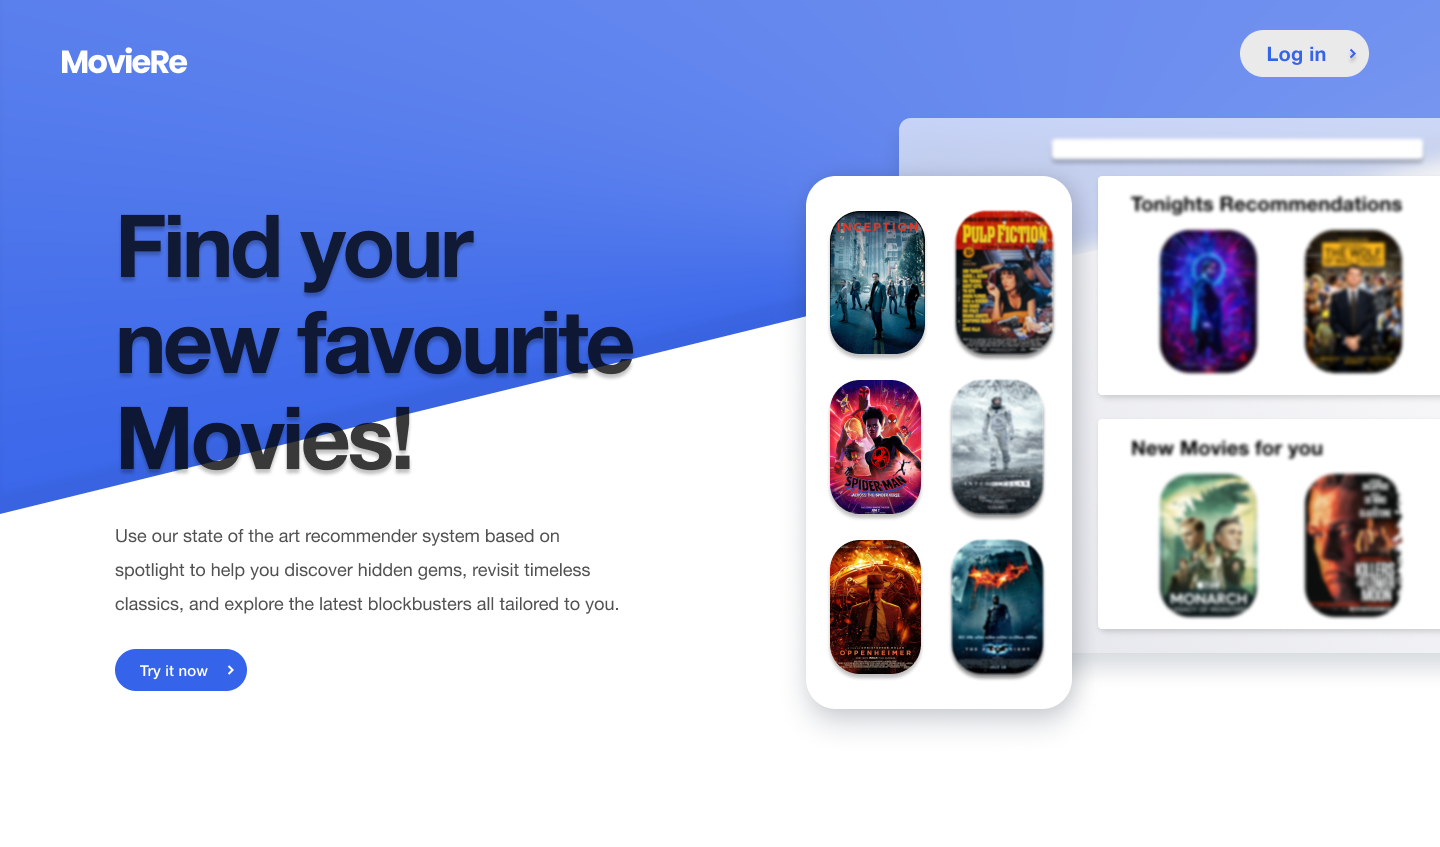 MovieRe
Log in
Find your
new favourite
Movies!
Use our state of the art recommender system based on
spotlight to help you discover hidden gems, revisit timeless
classics, and explore the latest blockbusters all tailored to you.
Try it now
INCEPTION
PULP FICTION
SPIDER-MAN
ACROSS THE SPIDER-VERSE
OPPENHEIMER
Tonights Recommendations
THE WOLF
New Movies for you
MONARCH
KILLERS
MOON